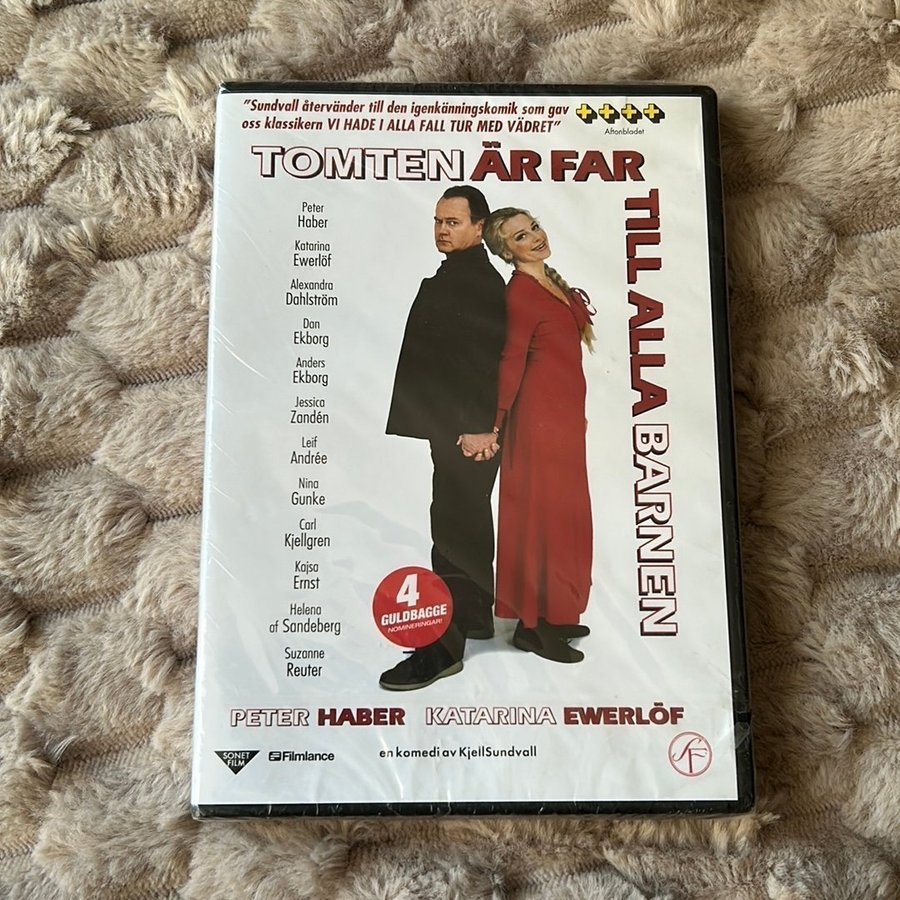 "Sundvall återvänder till den igenkänningskomik som gav
oss klassikern VI HADE I ALLA FALL TUR MED VÄDRET"
Aftonbladet
TOMTEN ÄR FAR
TILL ALLA BARNEN
Peter
Haber
Katarina
Ewerlöf
Alexandra
Dahlström
Dan
Ekborg
Anders
Ekborg
Jessica
Zandén
Leif
Andrée
Nina
Gunke
Carl
Kjellgren
Kajsa
Ernst
Helena
af Sandeberg
Suzanne
Reuter
4
GULDBAGGE
NOMINERINGAR!
PETER HABER KATARINA EWERLÖF
SONET
FILM
Filmlance
en komedi av KjellSundvall
SF